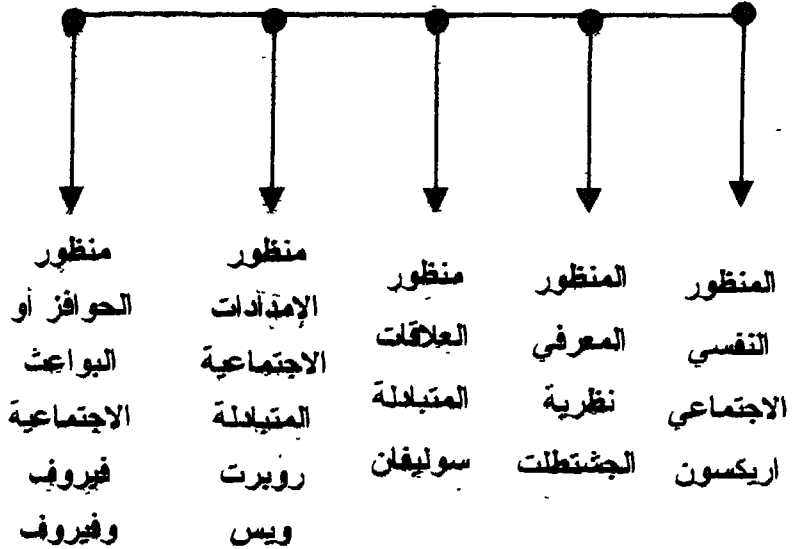 المنظور
النفسي
الاجتماعي
اريكسون
المنظور
المعرفي
نظرية
الجشتطلت
منظور
العلاقات
المتبادلة
سوليفان
منظور
الإمدادات
الاجتماعية
المتبادلة
روبرت
ويس
منظور
الحوافز أو
البواعث
الاجتماعية
فيروف
وفيروف